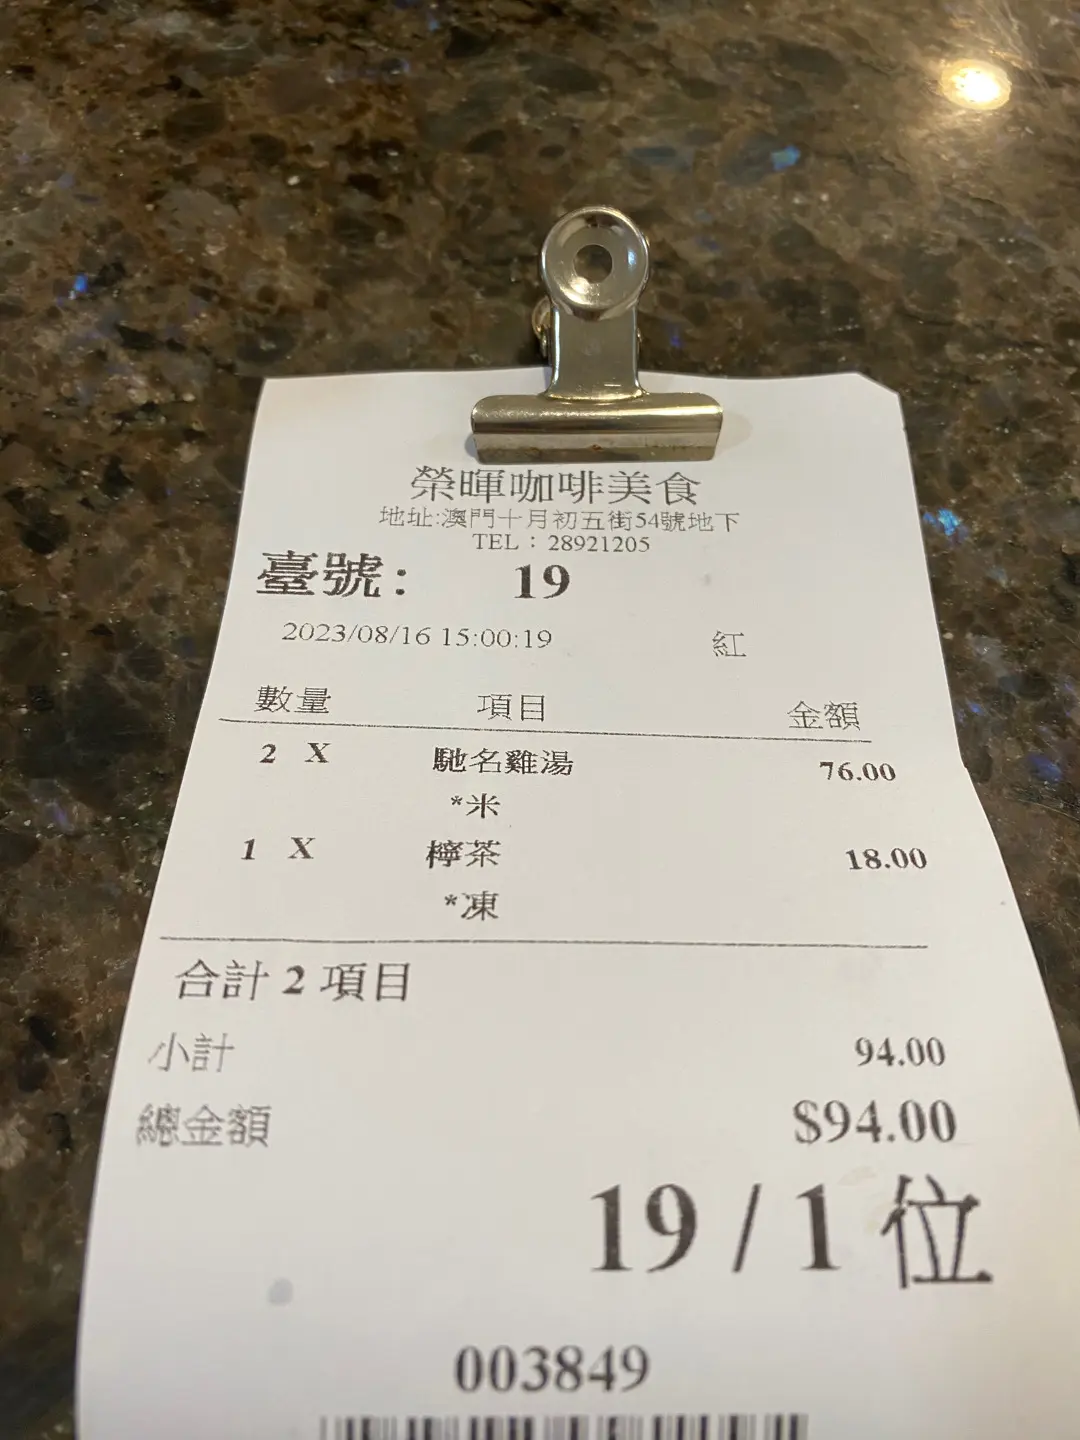 榮暉咖啡美食
地址:澳門十月初五街54號地下
TEL：28921205
臺號: 19
2023/08/16 15:00:19 紅
數量 項目 金額
2 X 馳名雞湯 76.00
*米
1 X 檸茶 18.00
*凍
合計 2 項目
小計 94.00
總金額 $94.00
19 / 1 位
003849